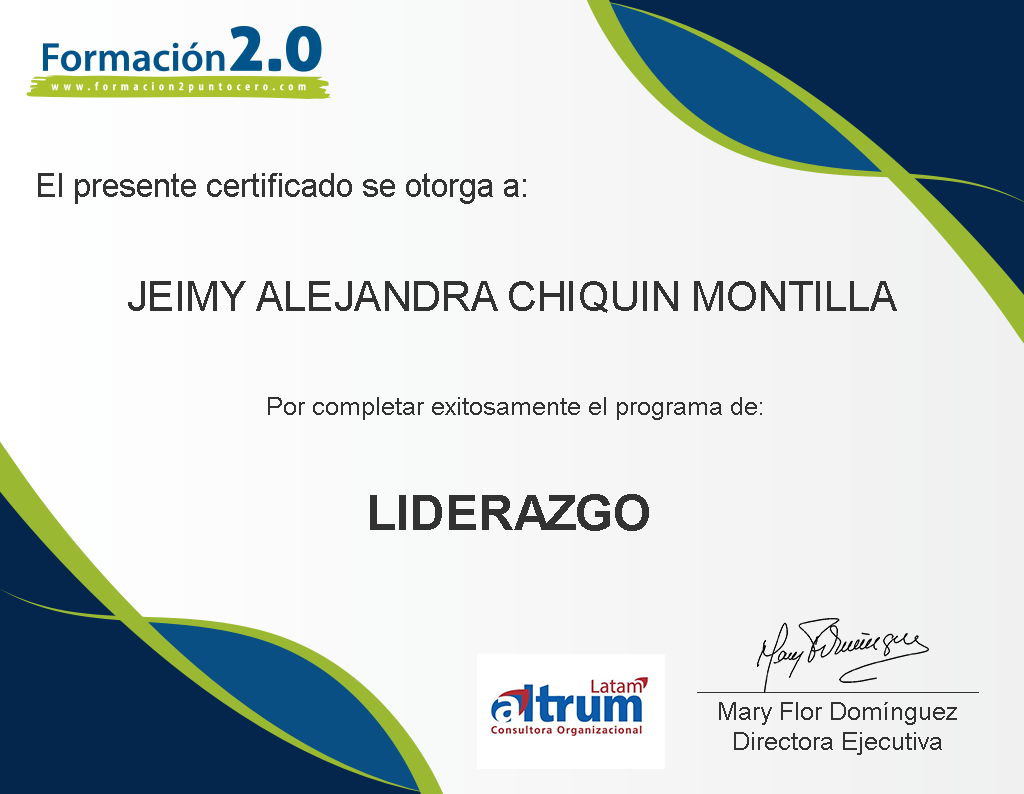 Formación 2.0
www.formacion2puntocero.com
El presente certificado se otorga a:
JEIMY ALEJANDRA CHIQUIN MONTILLA
Por completar exitosamente el programa de:
LIDERAZGO
Latam
altrum
Consultora Organizacional
Mary F Domínguez
Mary Flor Domínguez
Directora Ejecutiva